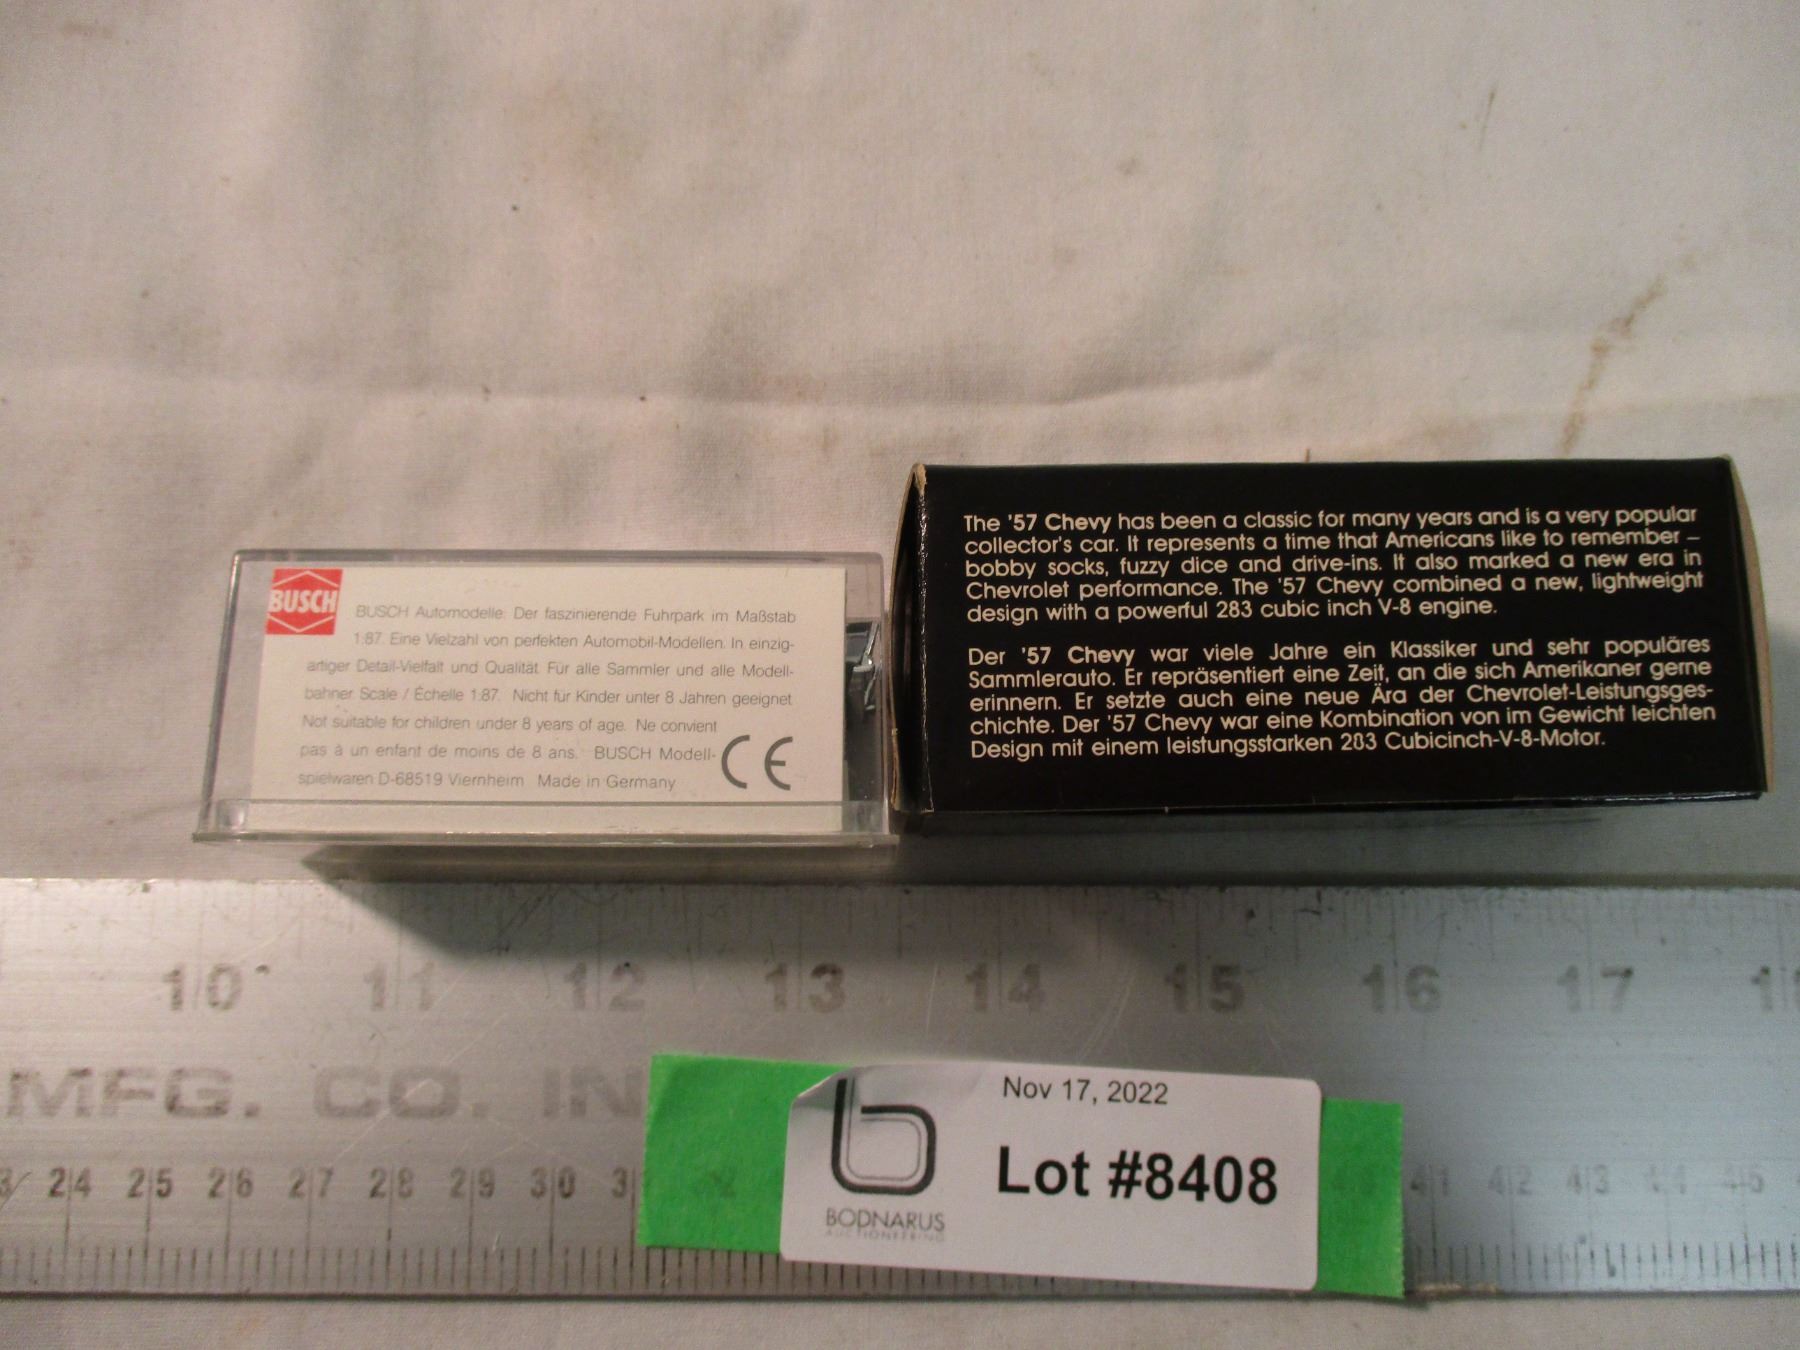 BUSCH
BUSCH Automodelle: Der faszinierende Fuhrpark im Maßstab
1:87. Eine Vielzahl von perfekten Automobil-Modellen. In einzig-
artiger Detail-Vielfalt und Qualität. Für alle Sammler und alle Modell-
bahner. Scale / Échelle 1:87. Nicht für Kinder unter 8 Jahren geeignet
Not suitable for children under 8 years of age. Ne convient
pas à un enfant de moins de 8 ans. BUSCH Modell-
spielwaren D-68519 Viernheim Made in Germany
CE
The '57 Chevy has been a classic for many years and is a very popular
collector's car. It represents a time that Americans like to remember –
bobby socks, fuzzy dice and drive-ins. It also marked a new era in
Chevrolet performance. The '57 Chevy combined a new, lightweight
design with a powerful 283 cubic inch V-8 engine.
Der '57 Chevy war viele Jahre ein Klassiker und sehr populäres
Sammlerauto. Er repräsentiert eine Zeit, an die sich Amerikaner gerne
erinnern. Er setzte auch eine neue Ära der Chevrolet-Leistungsges-
chichte. Der '57 Chevy war eine Kombination von im Gewicht leichten
Design mit einem leistungsstarken 283 Cubicinch-V-8-Motor.
10 11 12 13 14 15 16 17
MFG. CO. IN
24 25 26 27 28 29 30 41 42 43 44 45
Nov 17, 2022
Lot #8408
BODNARUS
AUCTIONEERING